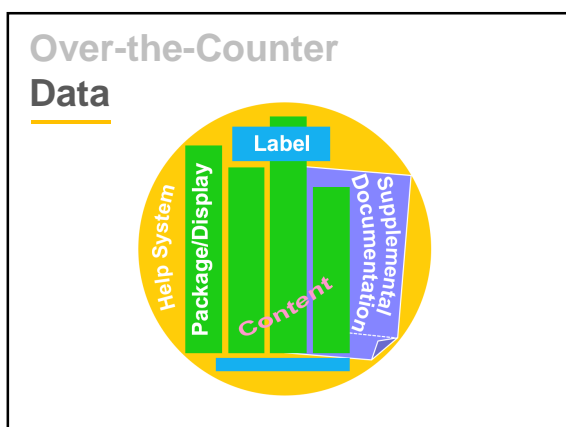 Over-the-Counter
Data
Label
Help System
Package/Display
Content
Supplemental
Documentation